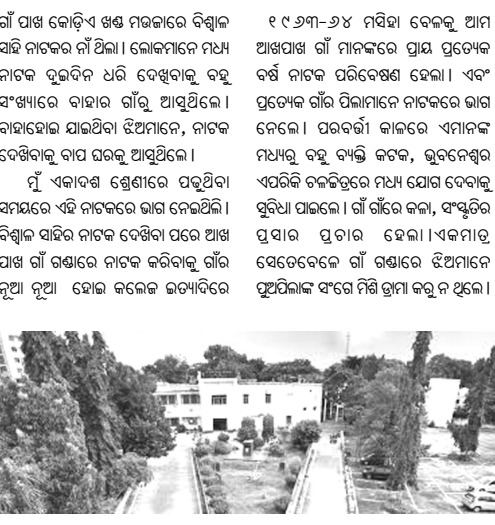 ଗାଁ ପାଖ କୋଡ଼ିଏ ଖଣ୍ଡ ମଉଜାରେ ବିଶ୍ୱାଳ
ସାହି ନାଟକର ନାଁ ଥିଲା । ଲୋକମାନେ ମଧ୍ୟ
ନାଟକ ଦୁଇଦିନ ଧରି ଦେଖିବାକୁ ବହୁ
ସଂଖ୍ୟାରେ ବାହାର ଗାଁରୁ ଆସୁଥିଲେ ।
ବାହାହୋଇ ଯାଇଥିବା ଝିଅମାନେ, ନାଟକ
ଦେଖିବାକୁ ବାପ ଘରକୁ ଆସୁଥିଲେ ।
ମୁଁ ଏକାଦଶ ଶ୍ରେଣୀରେ ପଢୁଥିବା
ସମୟରେ ଏହି ନାଟକରେ ଭାଗ ନେଇଥିଲି ।
ବିଶ୍ୱାଳ ସାହିର ନାଟକ ଦେଖିବା ପରେ ଆଖ
ପାଖ ଗାଁ ଗଣ୍ଡାରେ ନାଟକ କରିବାକୁ ଗାଁର
ନୂଆ ନୂଆ ହୋଇ କଲେଜ ଇତ୍ୟାଦିରେ
୧୯୬୩-୬୪ ମସିହା ବେଳକୁ ଆମ
ଆଖପାଖ ଗାଁ ମାନଙ୍କରେ ପ୍ରାୟ ପ୍ରତ୍ୟେକ
ବର୍ଷ ନାଟକ ପରିବେଷଣ ହେଲା । ଏବଂ
ପ୍ରତ୍ୟେକ ଗାଁର ପିଲାମାନେ ନାଟକରେ ଭାଗ
ନେଲେ । ପରବର୍ତ୍ତୀ କାଳରେ ଏମାନଙ୍କ
ମଧ୍ୟରୁ ବହୁ ବ୍ୟକ୍ତି କଟକ, ଭୁବନେଶ୍ୱର
ଏପରିକି ଚଳଚ୍ଚିତ୍ରରେ ମଧ୍ୟ ଯୋଗ ଦେବାକୁ
ସୁବିଧା ପାଇଲେ । ଗାଁ ଗାଁରେ କଳା, ସଂସ୍କୃତିର
ପ୍ରସାର ପ୍ରଚାର ହେଲା ।ଏକମାତ୍ର
ସେତେବେଳେ ଗାଁ ଗଣ୍ଡାରେ ଝିଅମାନେ
ପୁଅପିଲାଙ୍କ ସଂଗେ ମିଶି ଡ୍ରାମା କରୁ ନ ଥିଲେ ।